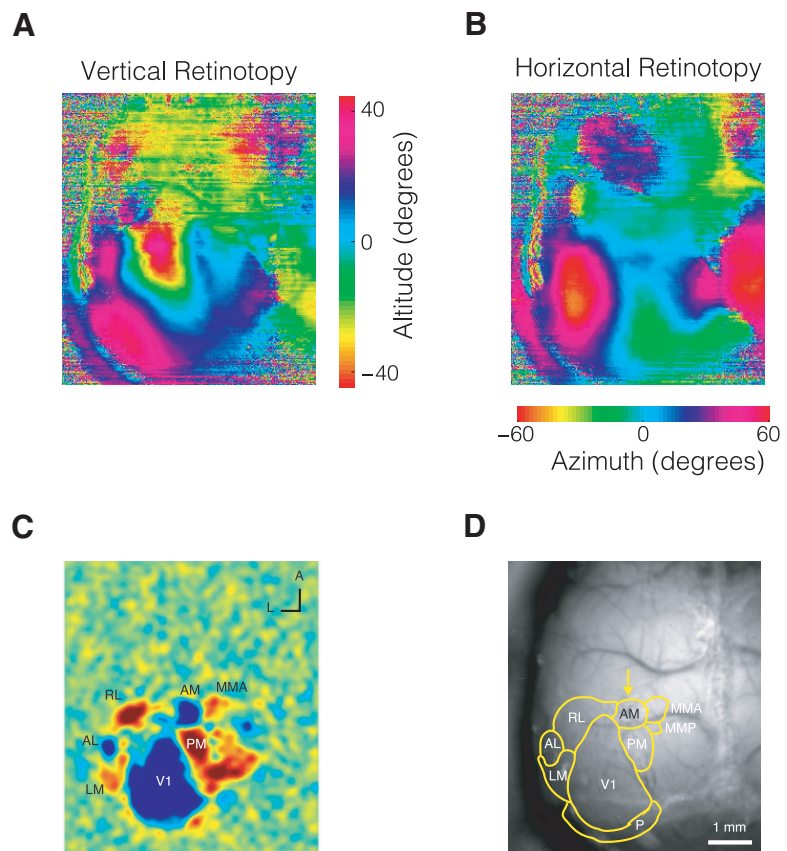 A
Vertical Retinotopy
40
0
−40
Altitude (degrees)
B
Horizontal Retinotopy
−60 0 60
Azimuth (degrees)
C
A
L
RL
AM
MMA
AL
PM
LM
V1
D
RL
AM
MMA
MMP
AL
PM
LM
V1
P
1 mm